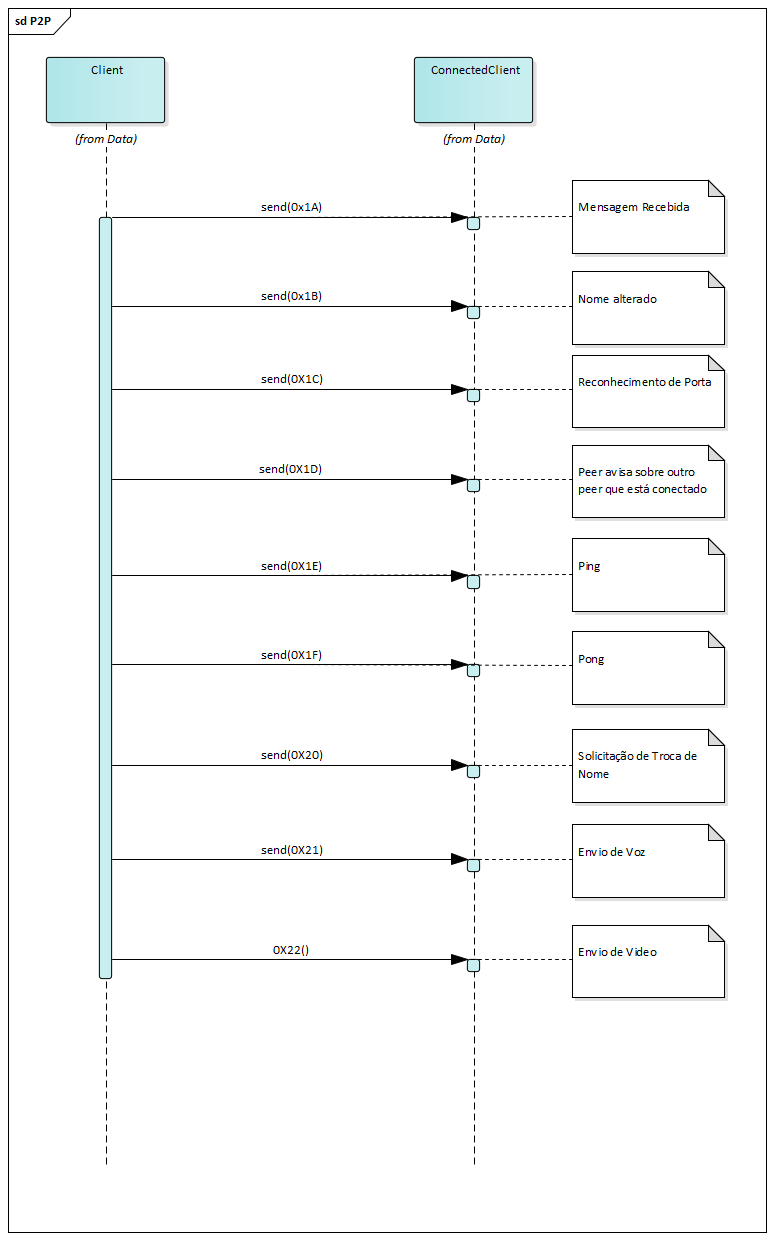 sd P2P
Client
ConnectedClient
(from Data)
(from Data)
send(0x1A)
Mensagem Recebida
send(0x1B)
Nome alterado
send(0X1C)
Reconhecimento de Porta
send(0X1D)
Peer avisa sobre outro
peer que está conectado
send(0X1E)
Ping
send(0X1F)
Pong
send(0X20)
Solicitação de Troca de
Nome
send(0X21)
Envio de Voz
0X22()
Envio de Video